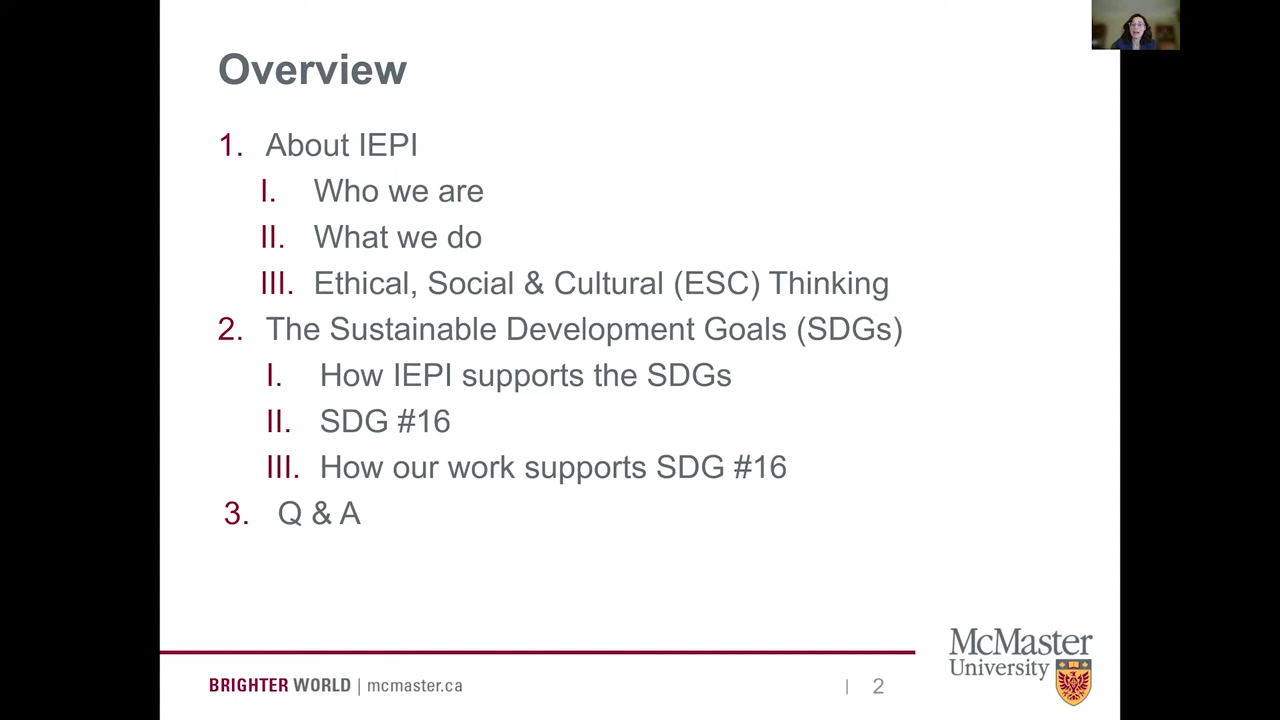 Overview
1. About IEPI
I. Who we are
II. What we do
III. Ethical, Social & Cultural (ESC) Thinking
2. The Sustainable Development Goals (SDGs)
I. How IEPI supports the SDGs
II. SDG #16
III. How our work supports SDG #16
3. Q & A
McMaster
University
BRIGHTER WORLD | mcmaster.ca
| 2